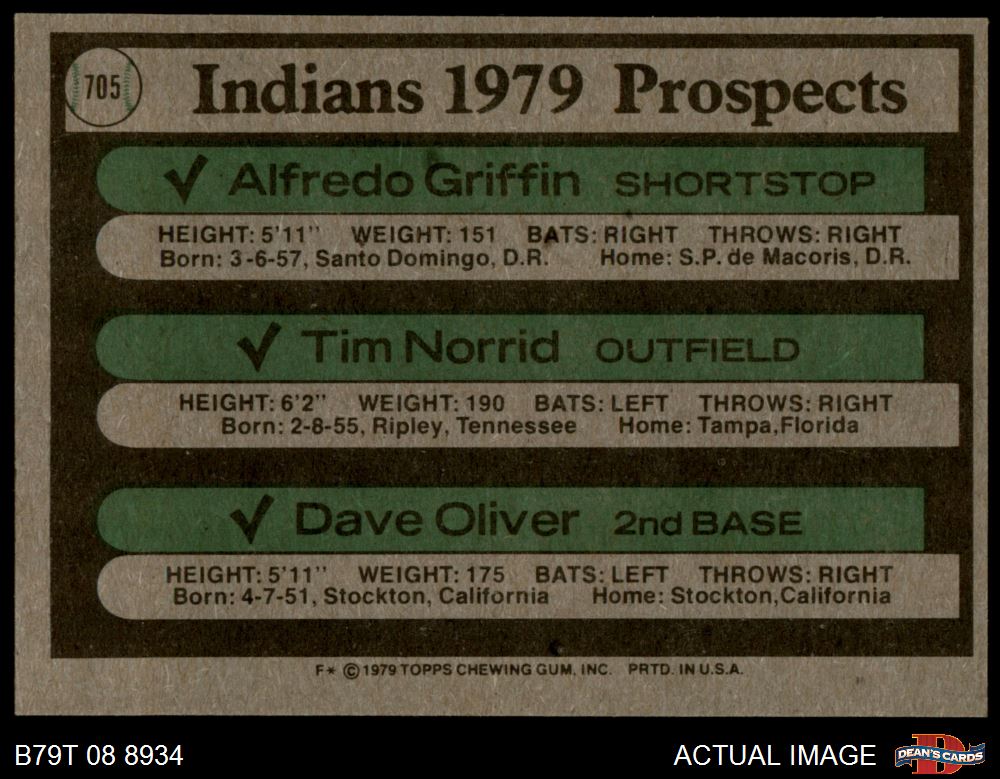 705
Indians 1979 Prospects
✓ Alfredo Griffin SHORTSTOP
HEIGHT: 5'11" WEIGHT: 151 BATS: RIGHT THROWS: RIGHT
Born: 3-6-57, Santo Domingo, D.R. Home: S.P. de Macoris, D.R.
✓ Tim Norrid OUTFIELD
HEIGHT: 6'2" WEIGHT: 190 BATS: LEFT THROWS: RIGHT
Born: 2-8-55, Ripley, Tennessee Home: Tampa,Florida
✓ Dave Oliver 2nd BASE
HEIGHT: 5'11" WEIGHT: 175 BATS: LEFT THROWS: RIGHT
Born: 4-7-51, Stockton, California Home: Stockton,California
F* © 1979 TOPPS CHEWING GUM, INC. PRTD. IN U.S.A.
B79T 08 8934 ACTUAL IMAGE DEAN'S CARDS